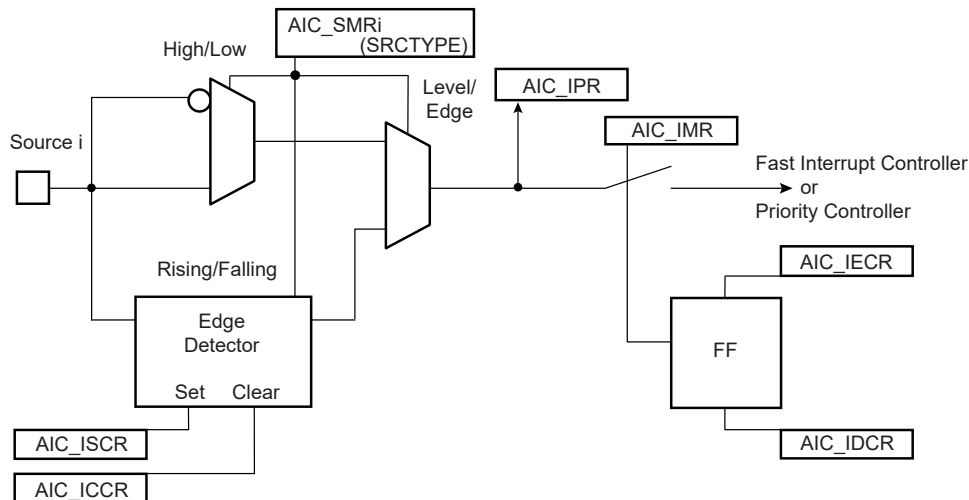 AIC_SMRi
(SRCTYPE)
High/Low
Level/
Edge
AIC_IPR
AIC_IMR
Source i
Fast Interrupt Controller
or
Priority Controller
Rising/Falling
AIC_IECR
Edge
Detector
FF
Set Clear
AIC_ISCR
AIC_IDCR
AIC_ICCR